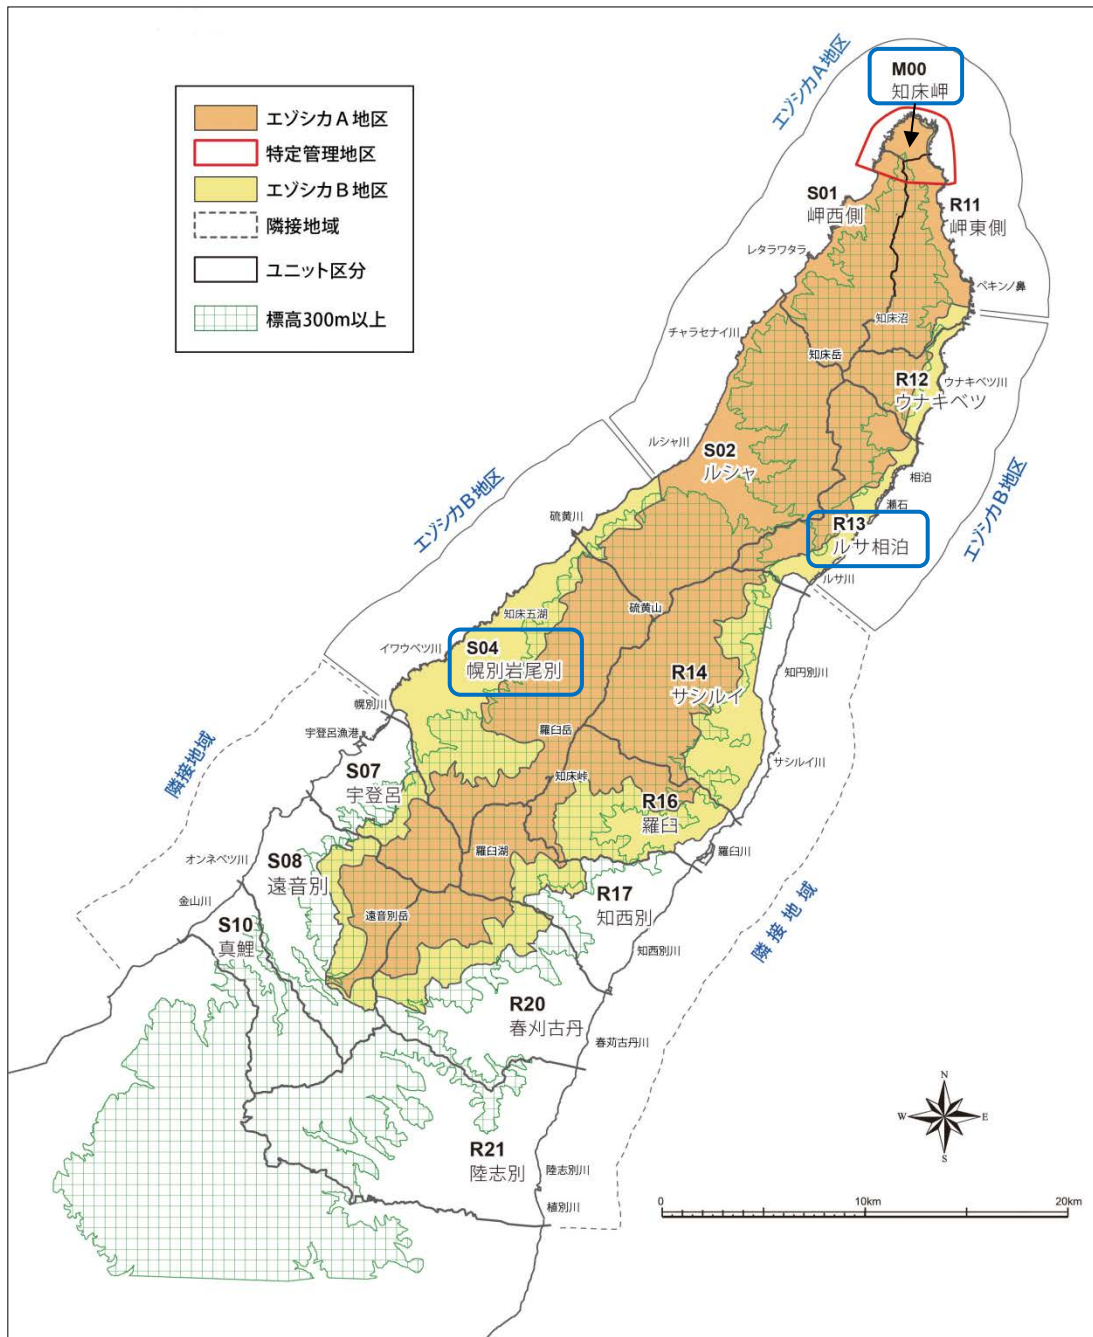 エゾシカA地区
特定管理地区
エゾシカB地区
隣接地域
ユニット区分
標高300m以上
エゾシカA地区
M00
知床岬
S01
岬西側
R11
岬東側
レタラワタラ
ペキンノ鼻
知床沼
チャラセナイ川
知床岳
R12
ウナキベツ
ウナキベツ川
ルシャ川
S02
ルシャ
相泊
瀬石
エゾシカB地区
エゾシカB地区
硫黄川
R13
ルサ相泊
ルサ川
知床五湖
硫黄山
イワウベツ川
S04
幌別岩尾別
R14
サシルイ
知円別川
幌別川
宇登呂漁港
羅臼岳
サシルイ川
隣接地域
S07
宇登呂
知床峠
R16
羅臼
羅臼湖
羅臼川
オンネベツ川
S08
遠音別
R17
知西別
隣接地域
金山川
遠音別岳
S10
真鯉
知西別川
R20
春刈古丹
春苅古丹川
N
W
E
S
R21
陸志別
陸志別川
植別川
0
10km
20km